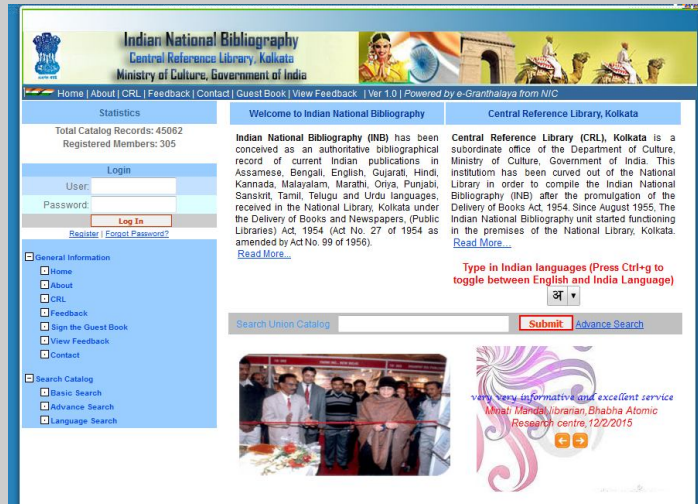 Indian National Bibliography
Central Reference Library, Kolkata
Ministry of Culture, Government of India
Home | About | CRL | Feedback | Contact | Guest Book | View Feedback | Ver 1.0 | Powered by e-Granthalaya from NIC
Statistics
Total Catalog Records: 45062
Registered Members: 305
Login
User:
Password:
Log In
Register | Forgot Password?
General Information
Home
About
CRL
Feedback
Sign the Guest Book
View Feedback
Contact
Search Catalog
Basic Search
Advance Search
Language Search
Welcome to Indian National Bibliography
Indian National Bibliography (INB) has been
conceived as an authoritative bibliographical
record of current Indian publications in
Assamese, Bengali, English, Gujarati, Hindi,
Kannada, Malayalam, Marathi, Oriya, Punjabi,
Sanskrit, Tamil, Telugu and Urdu languages,
received in the National Library, Kolkata under
the Delivery of Books and Newspapers, (Public
Libraries) Act, 1954 (Act No. 27 of 1954 as
amended by Act No. 99 of 1956).
Read More...
Central Reference Library, Kolkata
Central Reference Library (CRL), Kolkata is a
subordinate office of the Department of Culture,
Ministry of Culture, Government of India. This
institutiom has been curved out of the National
Library in order to compile the Indian National
Bibliography (INB) after the promulgation of the
Delivery of Books Act, 1954. Since August 1955, The
Indian National Bibliography unit started functioning
in the premises of the National Library, Kolkata.
Read More...
Type in Indian languages (Press Ctrl+g to
toggle between English and India Language)
अ
Search Union Catalog
Submit
Advance Search
very very informative and excellent service
Minati Mandal,librarian,Bhabha Atomic
Research centre,12/2/2015